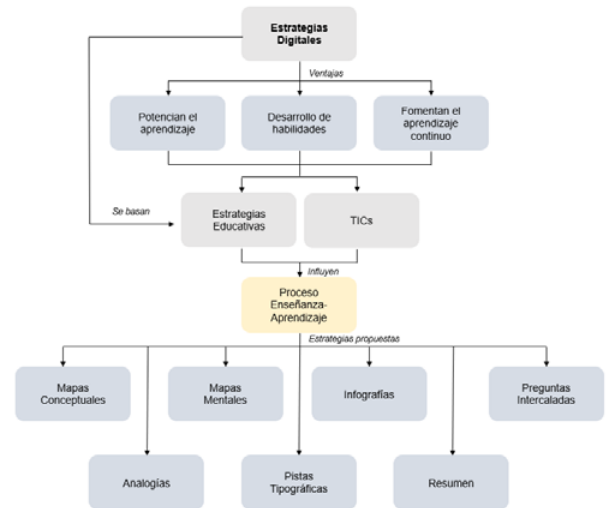 Estrategias
Digitales
Ventajas
Potencian el
aprendizaje
Desarrollo de
habilidades
Fomentan el
aprendizaje
continuo
Se basan
Estrategias
Educativas
TICs
Influyen
Proceso
Enseñanza-
Aprendizaje
Estrategias propuestas
Mapas
Conceptuales
Mapas
Mentales
Infografías
Preguntas
Intercaladas
Analogías
Pistas
Tipográficas
Resumen